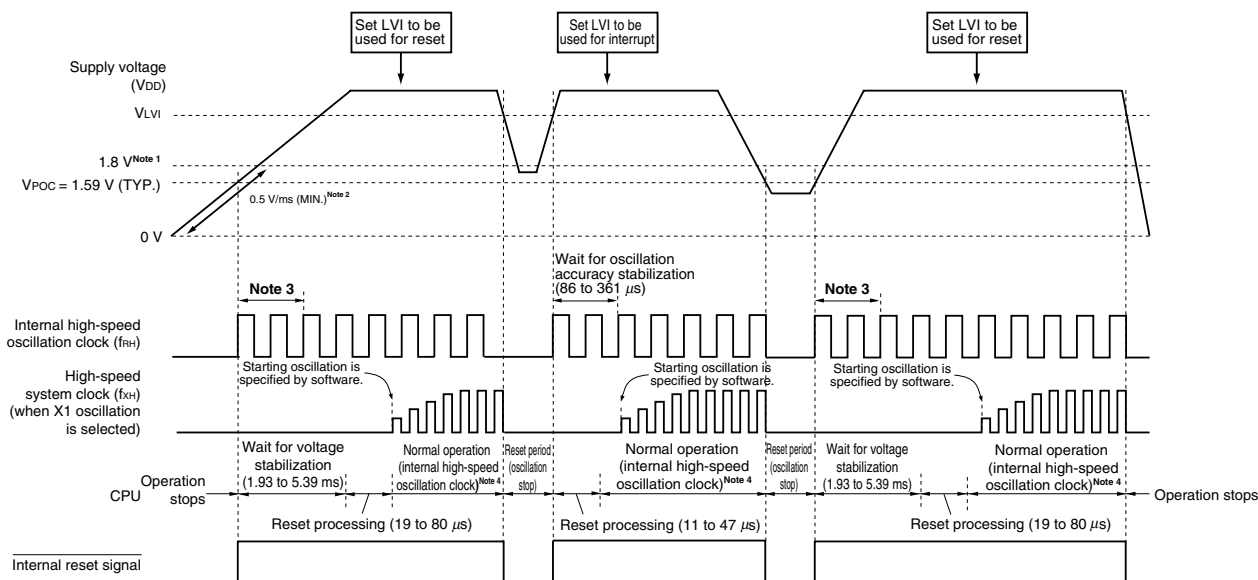 Set LVI to be
used for reset
Set LVI to be
used for interrupt
Set LVI to be
used for reset
Supply voltage
(VDD)
VLVI
1.8 V Note 1
VPOC = 1.59 V (TYP.)
0.5 V/ms (MIN.) Note 2
0 V
Wait for oscillation
accuracy stabilization
(86 to 361 μs)
Note 3
Note 3
Internal high-speed
oscillation clock (fRH)
Starting oscillation is
specified by software.
Starting oscillation is
specified by software.
Starting oscillation is
specified by software.
High-speed
system clock (fXH)
(when X1 oscillation
is selected)
Wait for voltage
stabilization
(1.93 to 5.39 ms)
Normal operation
(internal high-speed
oscillation clock) Note 4
Reset period
(oscillation
stop)
Normal operation
(internal high-speed
oscillation clock) Note 4
Reset period
(oscillation
stop)
Wait for voltage
stabilization
(1.93 to 5.39 ms)
Normal operation
(internal high-speed
oscillation clock) Note 4
CPU
Operation
stops
Operation stops
Reset processing (19 to 80 μs)
Reset processing (11 to 47 μs)
Reset processing (19 to 80 μs)
Internal reset signal